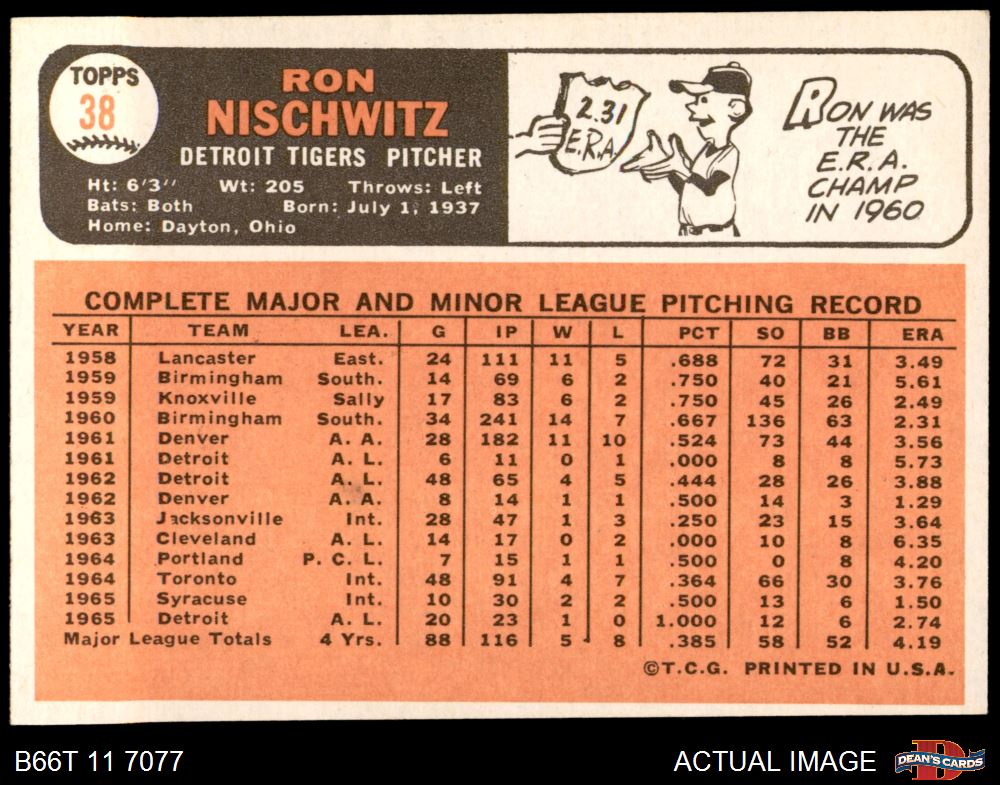 TOPPS
38
RON
NISCHWITZ
DETROIT TIGERS PITCHER
Ht: 6'3" Wt: 205 Throws: Left
Bats: Both Born: July 1, 1937
Home: Dayton, Ohio
2.31
E.R.A.
RON WAS
THE
E.R.A.
CHAMP
IN 1960
COMPLETE MAJOR AND MINOR LEAGUE PITCHING RECORD
YEAR TEAM LEA. G IP W L PCT SO BB ERA
1958 Lancaster East. 24 111 11 5 .688 72 31 3.49
1959 Birmingham South. 14 69 6 2 .750 40 21 5.61
1959 Knoxville Sally 17 83 6 2 .750 45 26 2.49
1960 Birmingham South. 34 241 14 7 .667 136 63 2.31
1961 Denver A. A. 28 182 11 10 .524 73 44 3.56
1961 Detroit A. L. 6 11 0 1 .000 8 8 5.73
1962 Detroit A. L. 48 65 4 5 .444 28 26 3.88
1962 Denver A. A. 8 14 1 1 .500 14 3 1.29
1963 Jacksonville Int. 28 47 1 3 .250 23 15 3.64
1963 Cleveland A. L. 14 17 0 2 .000 10 8 6.35
1964 Portland P. C. L. 7 15 1 1 .500 0 8 4.20
1964 Toronto Int. 48 91 4 7 .364 66 30 3.76
1965 Syracuse Int. 10 30 2 2 .500 13 6 1.50
1965 Detroit A. L. 20 23 1 0 1.000 12 6 2.74
Major League Totals 4 Yrs. 88 116 5 8 .385 58 52 4.19
©T.C.G. PRINTED IN U.S.A.
B66T 11 7077 ACTUAL IMAGE
D
DEAN'S CARDS